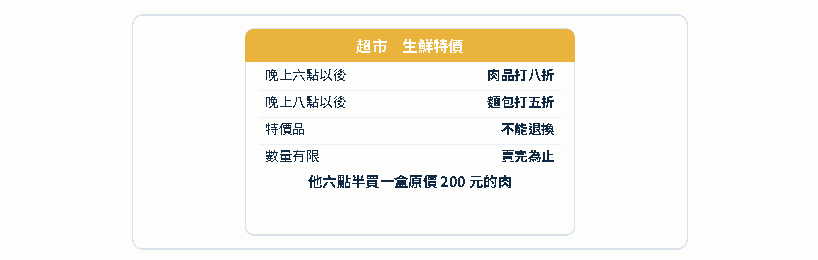 超市　生鮮特價
晚上六點以後　肉品打八折
晚上八點以後　麵包打五折
特價品　不能退換
數量有限　賣完為止
他六點半買一盒原價 200 元的肉